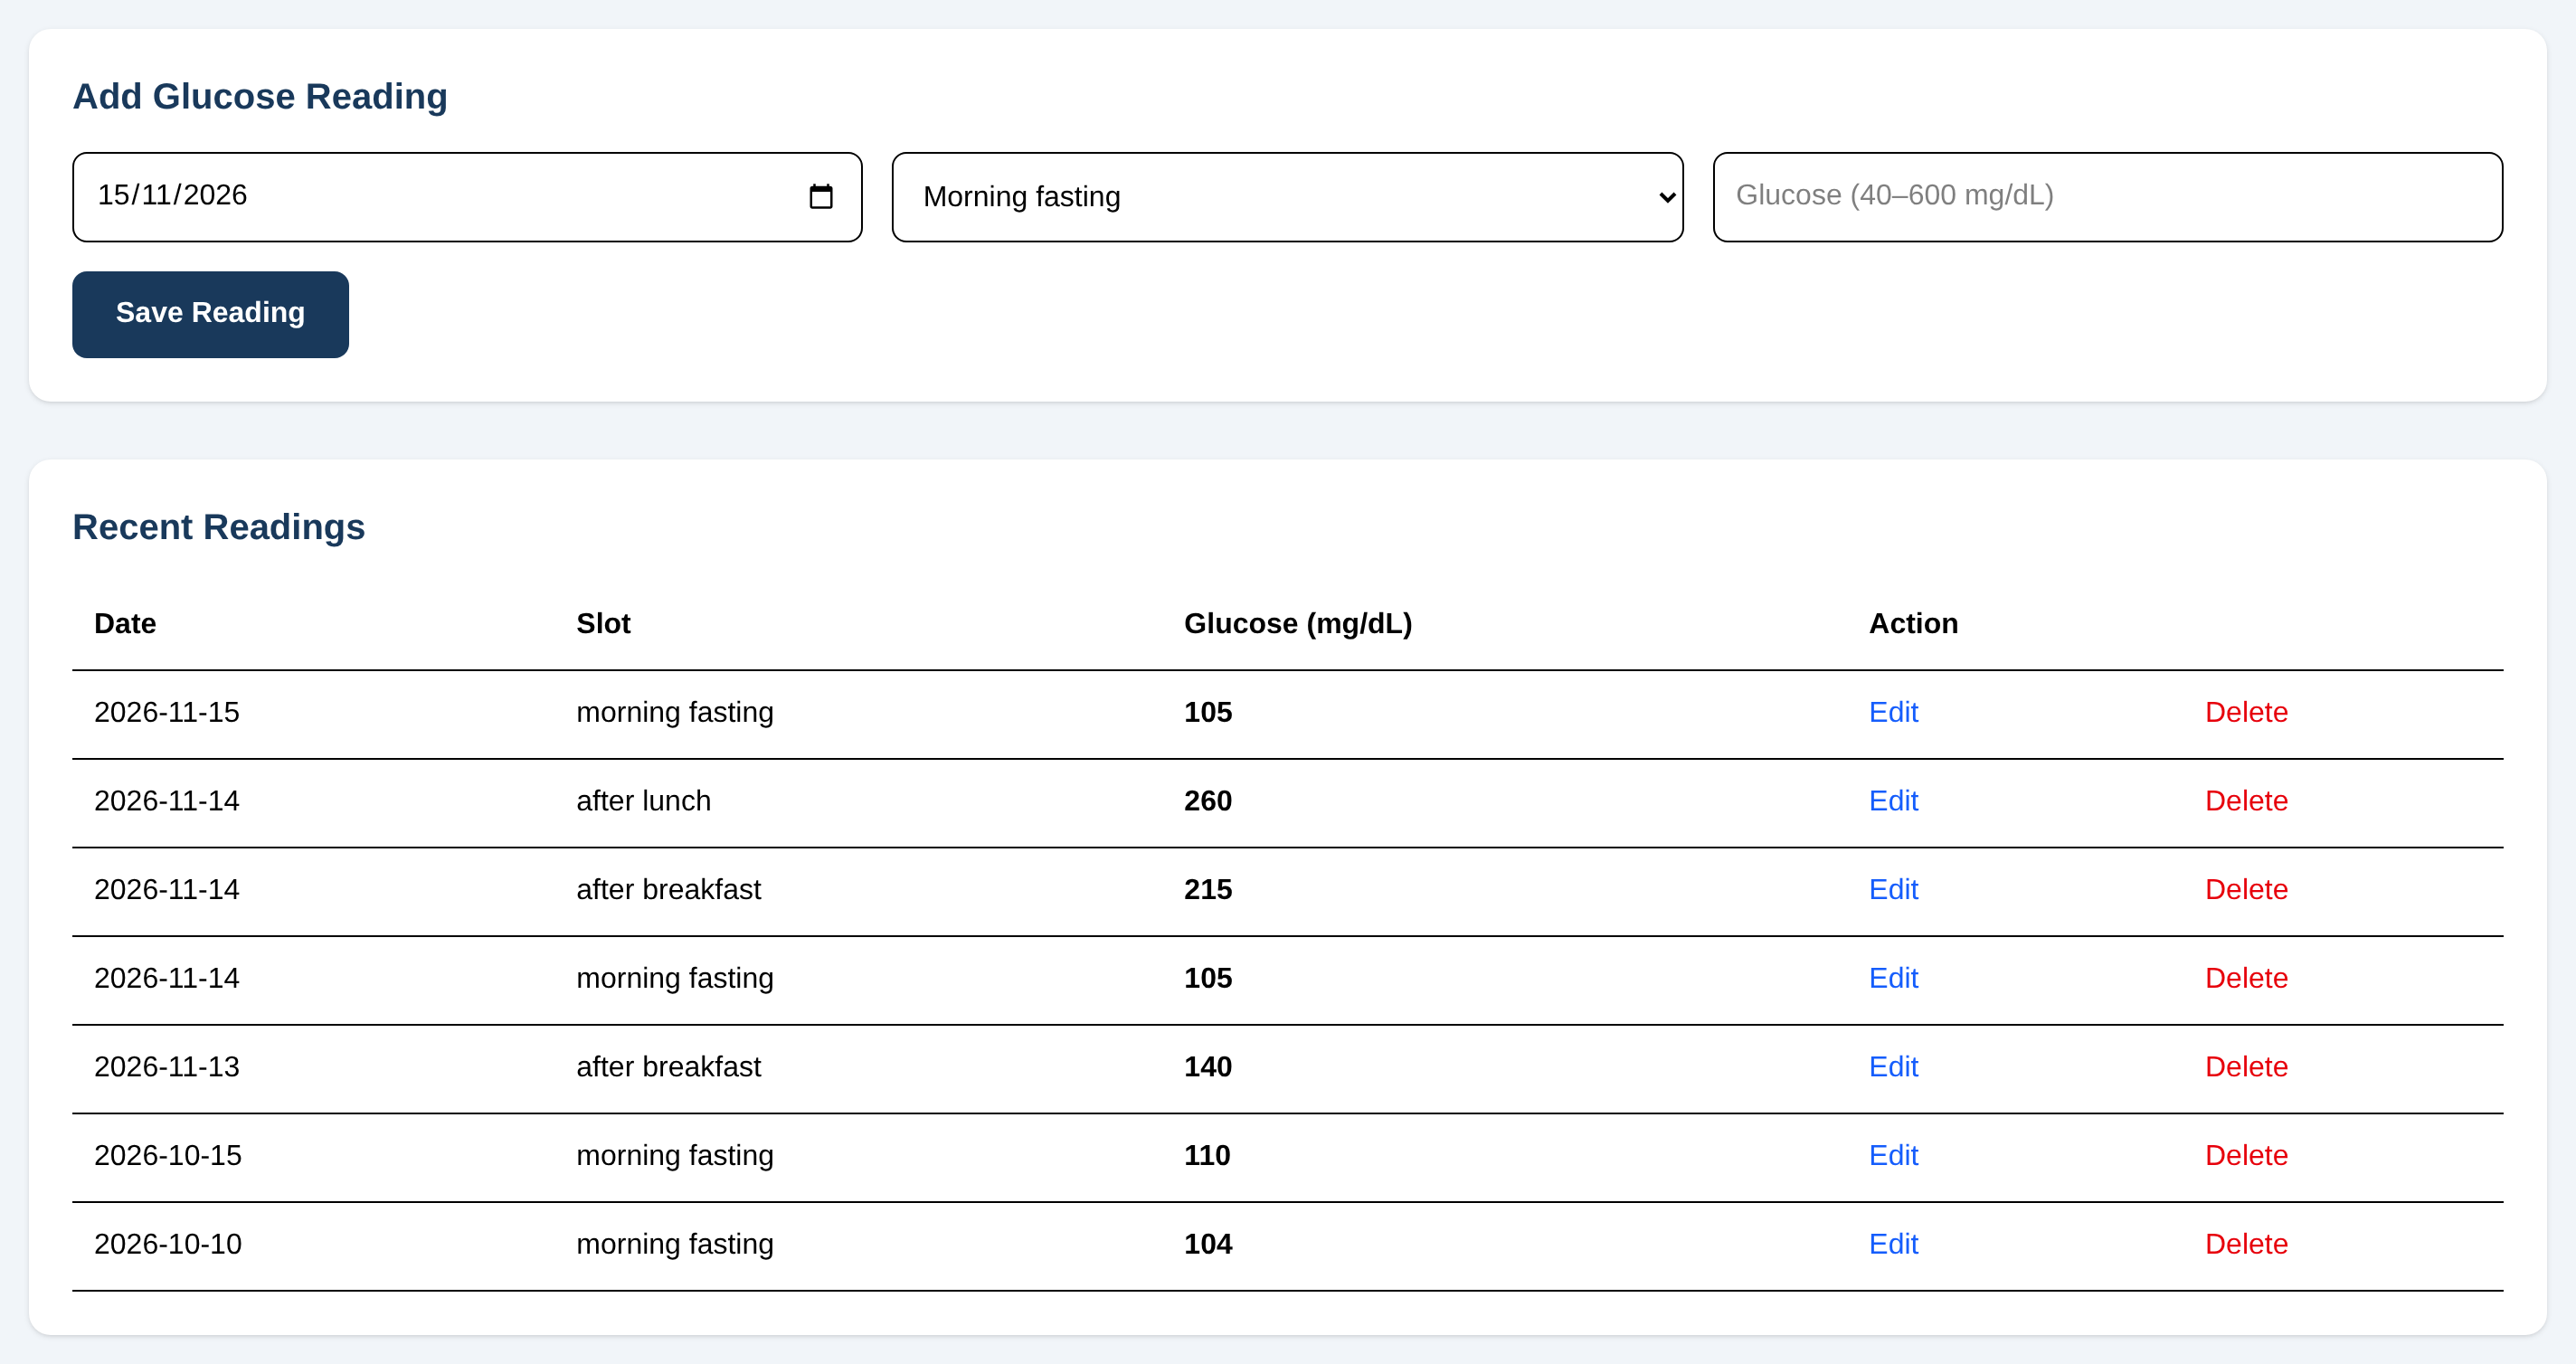 Add Glucose Reading
15/11/2026 Morning fasting Glucose (40–600 mg/dL)
Save Reading
Recent Readings
Date Slot Glucose (mg/dL) Action
2026-11-15 morning fasting 105 Edit Delete
2026-11-14 after lunch 260 Edit Delete
2026-11-14 after breakfast 215 Edit Delete
2026-11-14 morning fasting 105 Edit Delete
2026-11-13 after breakfast 140 Edit Delete
2026-10-15 morning fasting 110 Edit Delete
2026-10-10 morning fasting 104 Edit Delete